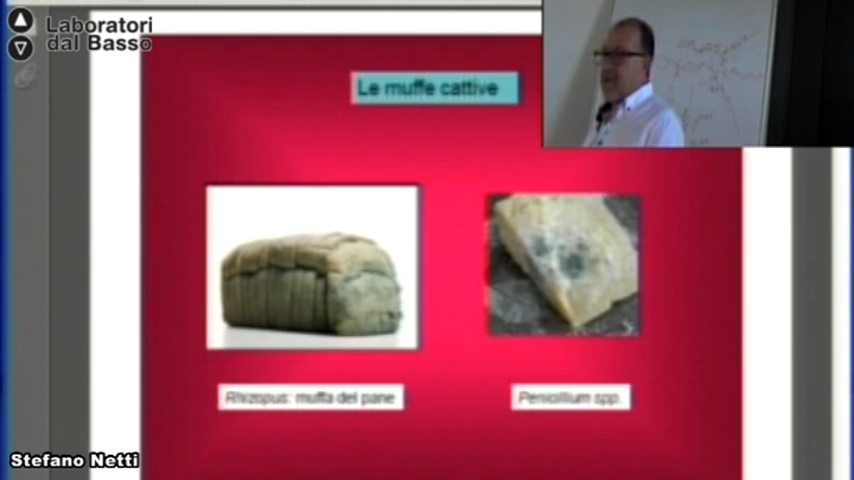 Laboratori
dal Basso
Le muffe cattive
Rhizopus: muffa del pane
Penicillium spp.
Stefano Netti